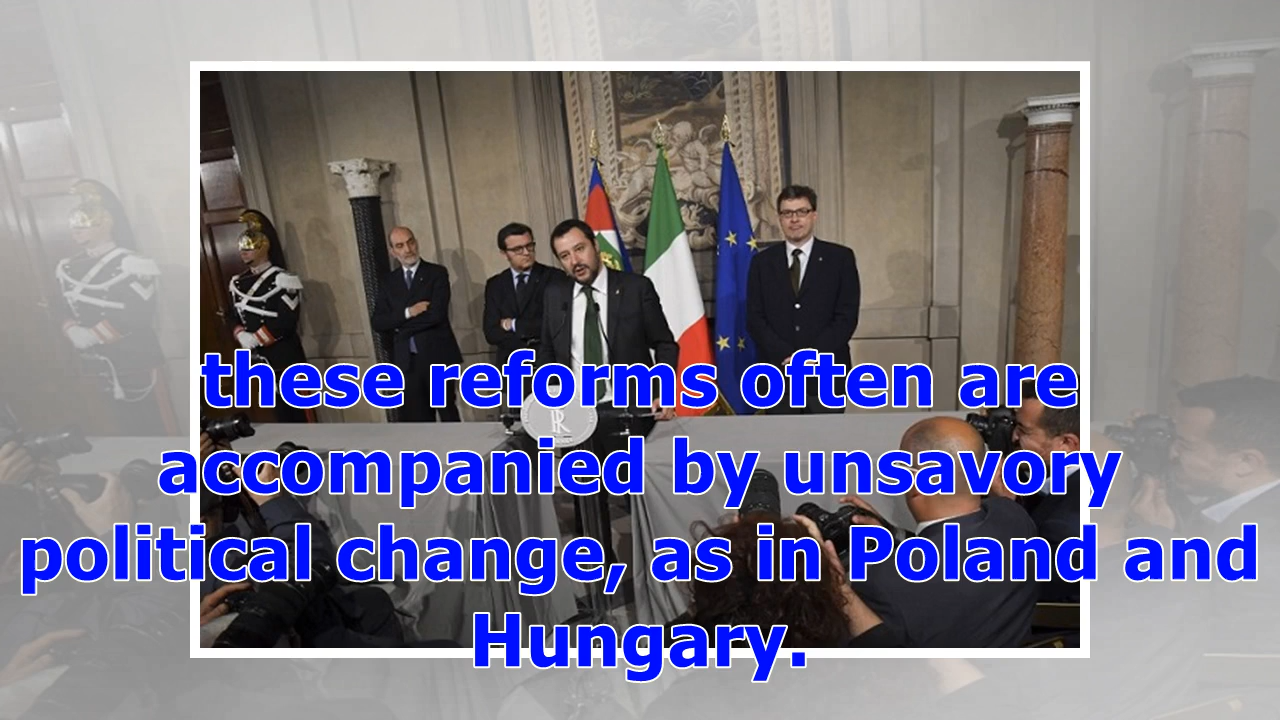 these reforms often are
accompanied by unsavory
political change, as in Poland and
Hungary.